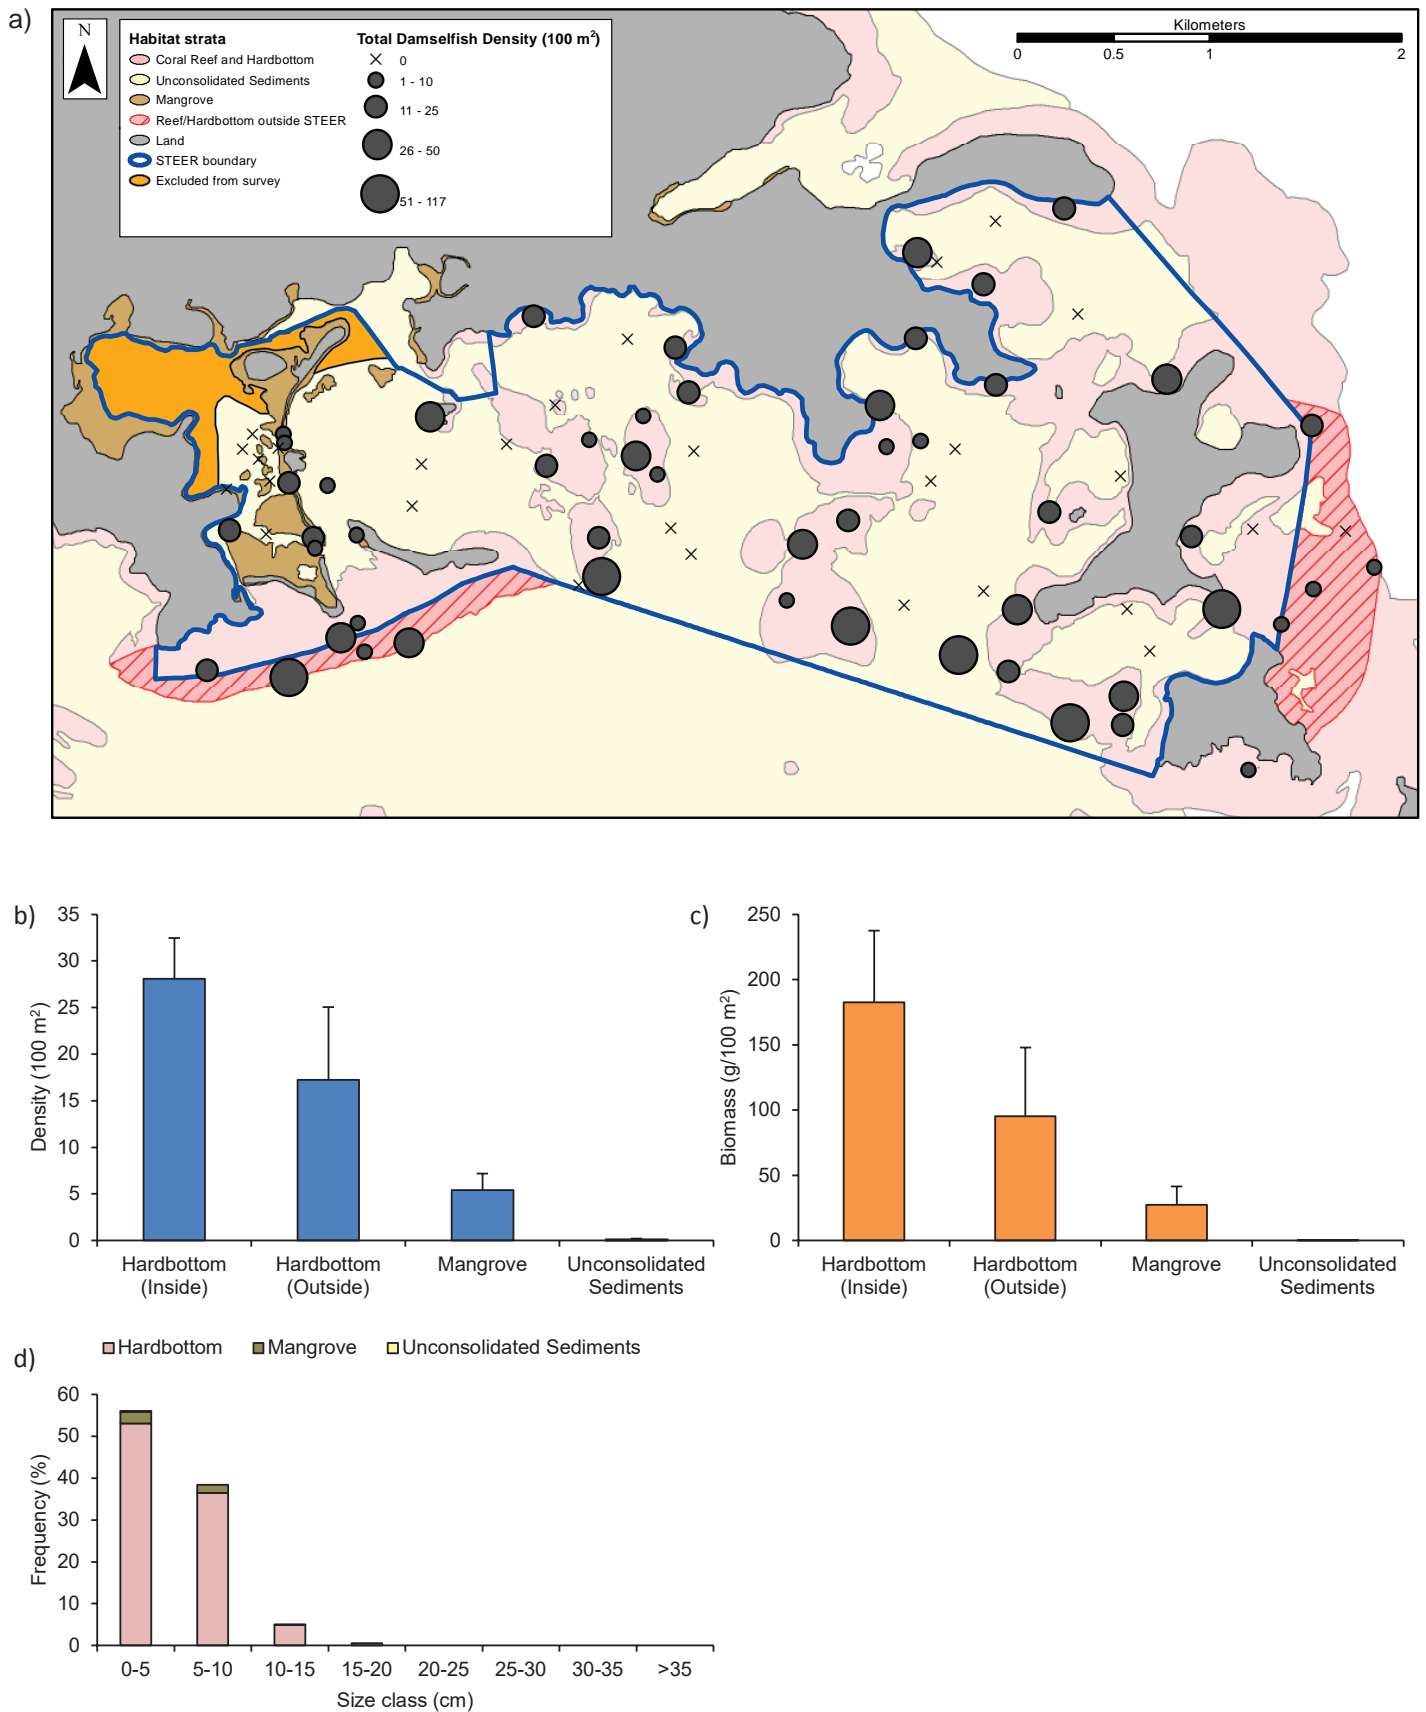 a)
N
Habitat strata
Coral Reef and Hardbottom
Unconsolidated Sediments
Mangrove
Reef/Hardbottom outside STEER
Land
STEER boundary
Excluded from survey
Total Damselfish Density (100 m²)
0
1 - 10
11 - 25
26 - 50
51 - 117
Kilometers
0 0.5 1 2
b)
Density (100 m²)
35
30
25
20
15
10
5
0
Hardbottom (Inside)
Hardbottom (Outside)
Mangrove
Unconsolidated Sediments
c)
Biomass (g/100 m²)
250
200
150
100
50
0
Hardbottom (Inside)
Hardbottom (Outside)
Mangrove
Unconsolidated Sediments
d)
Hardbottom Mangrove Unconsolidated Sediments
Frequency (%)
60
50
40
30
20
10
0
0-5 5-10 10-15 15-20 20-25 25-30 30-35 >35
Size class (cm)